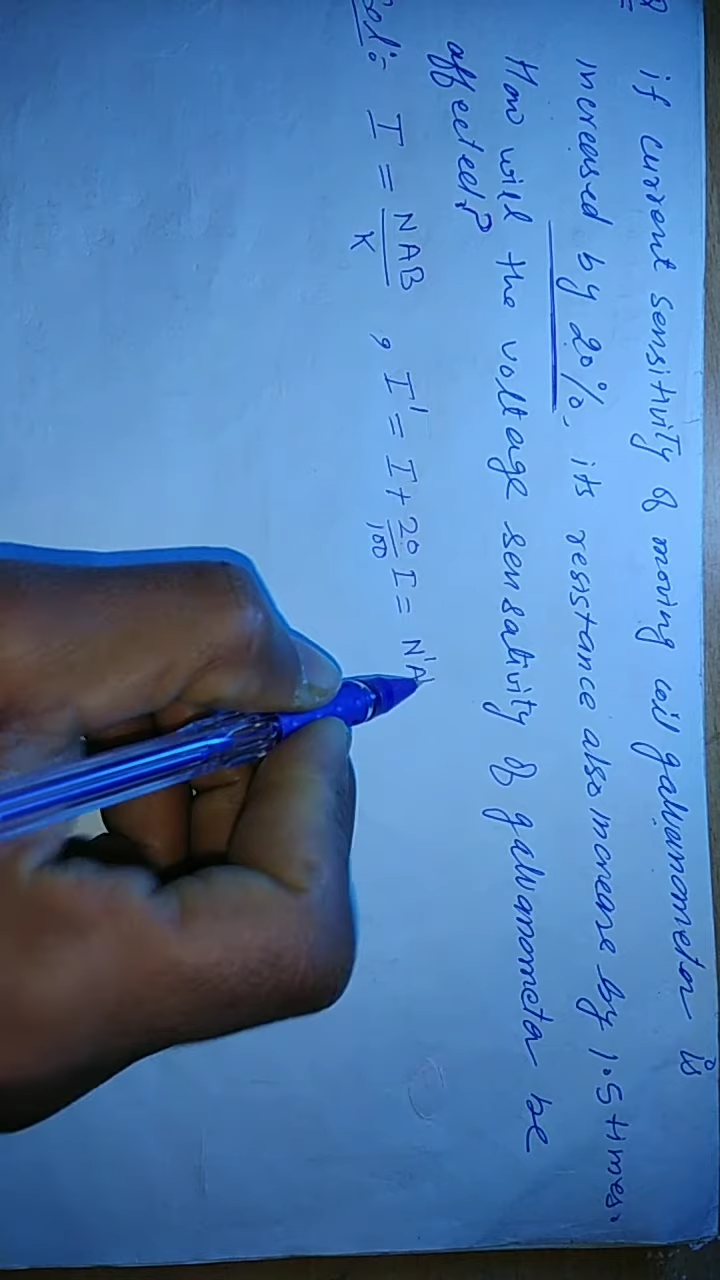 Q if current sensitivity of moving coil galvanometer is
increased by 20%, its resistance also increase by 1.5 times.
How will the voltage sensativity of galvanometer be
affected?
Sol:- I = NAB/K , I' = I + 20/100 I = N'A'